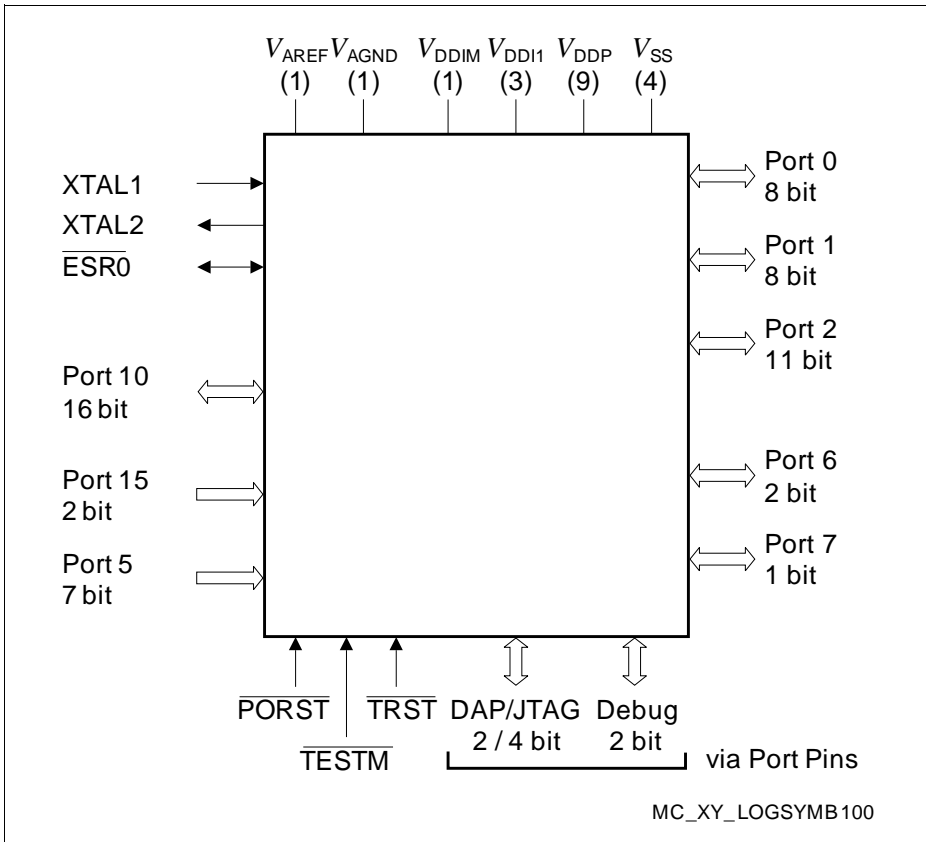 VAREF VAGND VDDIM VDDI1 VDDP VSS
(1) (1) (1) (3) (9) (4)
XTAL1
XTAL2
ESR0
Port 10
16 bit
Port 15
2 bit
Port 5
7 bit
Port 0
8 bit
Port 1
8 bit
Port 2
11 bit
Port 6
2 bit
Port 7
1 bit
PORST TRST DAP/JTAG Debug
2 / 4 bit 2 bit
TESTM via Port Pins
MC_XY_LOGSYMB100